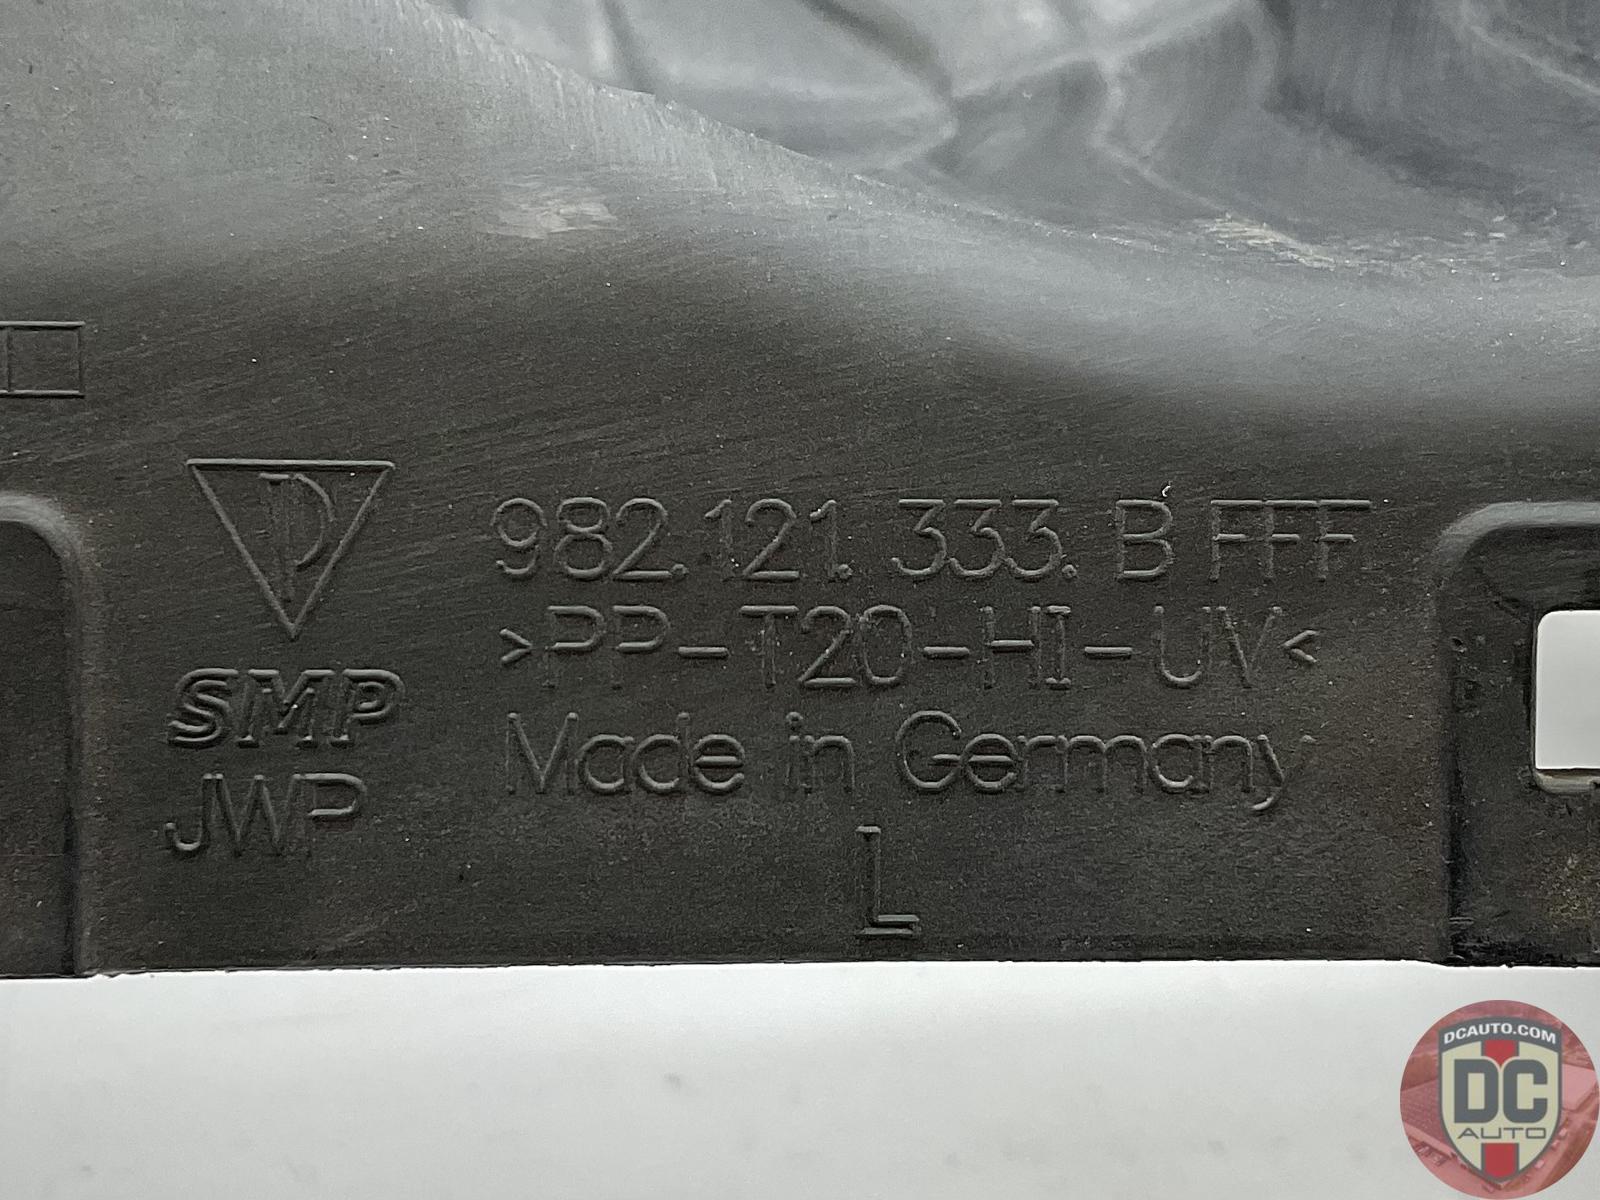 982.121.333.B FFF
>PP-T20-HI-UV<
Made in Germany
L
SMP
JWP
DCAUTO.COM
DC
AUTO